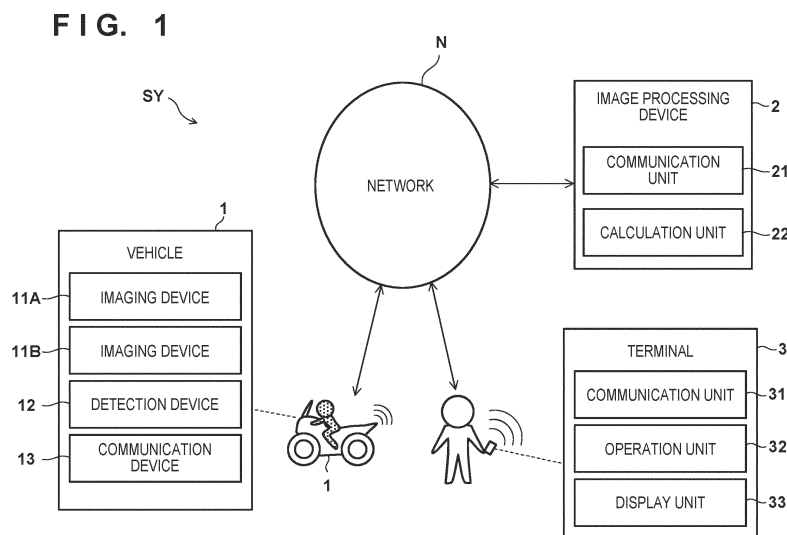 FIG. 1
N
SY
IMAGE PROCESSING
DEVICE
2
COMMUNICATION
UNIT
21
CALCULATION UNIT
22
NETWORK
1
VEHICLE
11A
IMAGING DEVICE
11B
IMAGING DEVICE
12
DETECTION DEVICE
13
COMMUNICATION
DEVICE
1
TERMINAL
3
COMMUNICATION UNIT
31
OPERATION UNIT
32
DISPLAY UNIT
33